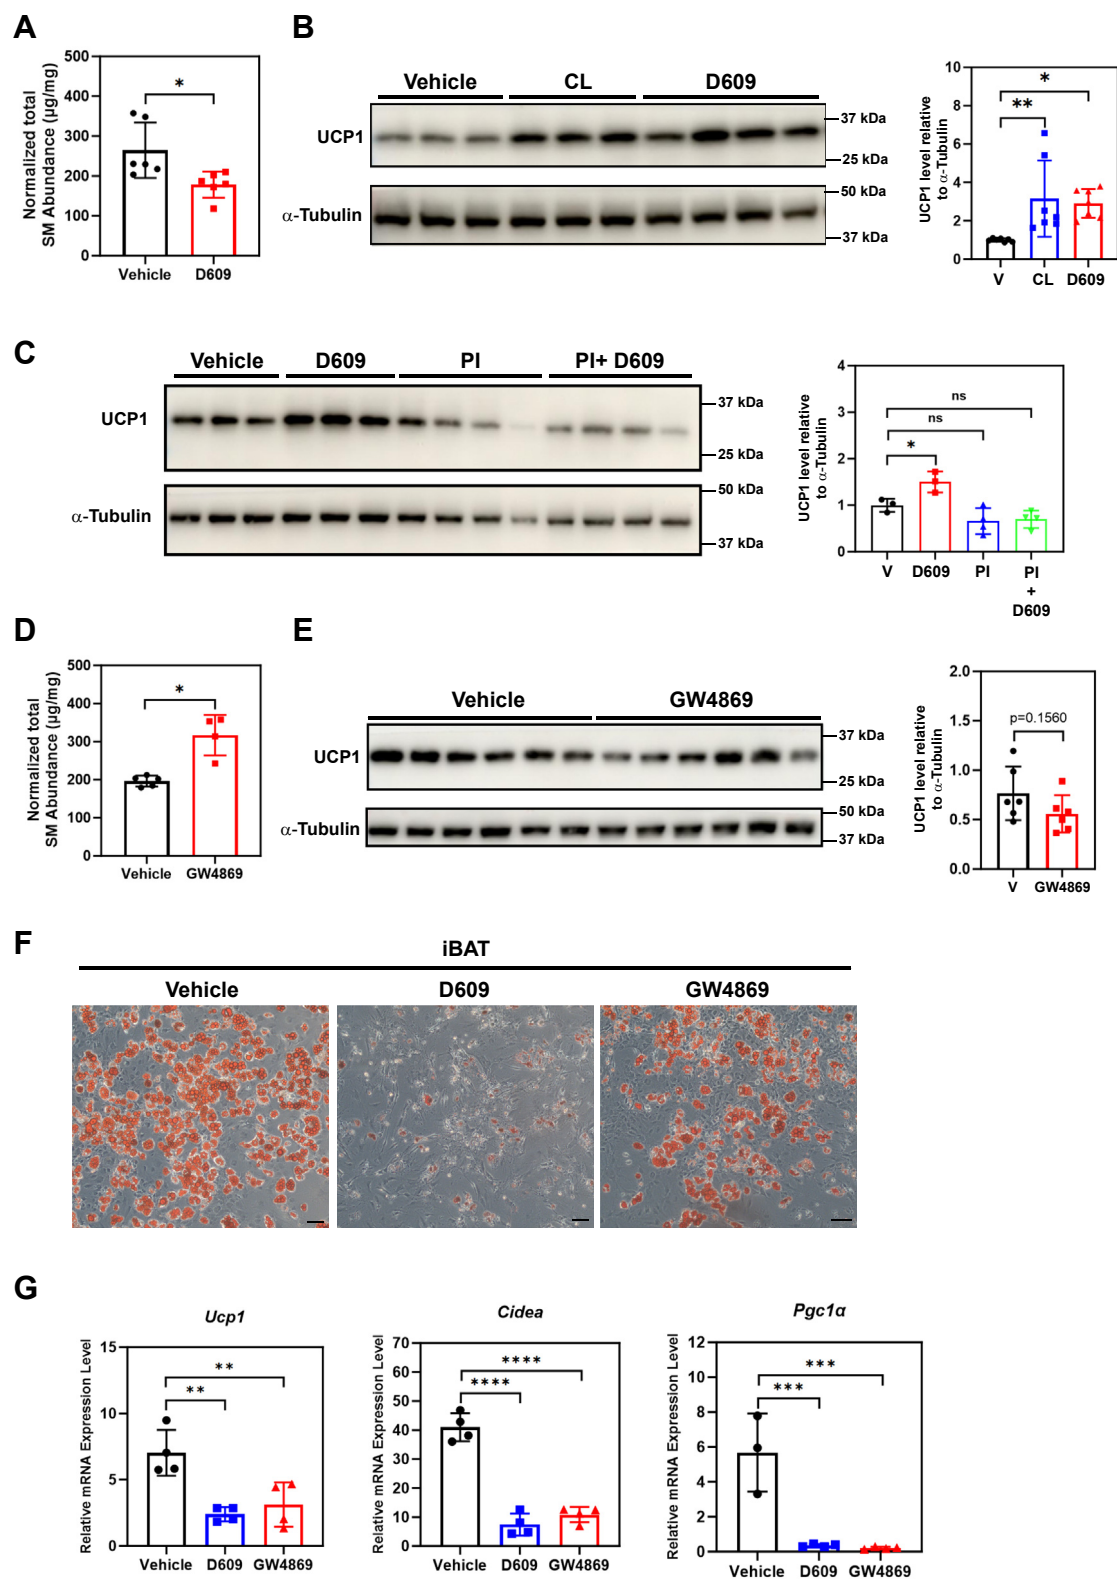 A
Normalized total
SM Abundance (μg/mg)
500
400
300
200
100
0
*
Vehicle
D609
B
Vehicle
CL
D609
UCP1
37 kDa
25 kDa
α-Tubulin
50 kDa
37 kDa
UCP1 level relative
to α-Tubulin
10
8
6
4
2
0
*
**
V
CL
D609
C
Vehicle
D609
PI
PI+ D609
UCP1
37 kDa
25 kDa
α-Tubulin
50 kDa
37 kDa
UCP1 level relative
to α-Tubulin
4
3
2
1
0
ns
ns
*
V
D609
PI
PI
+
D609
D
Normalized total
SM Abundance (μg/mg)
500
400
300
200
100
0
*
Vehicle
GW4869
E
Vehicle
GW4869
UCP1
37 kDa
25 kDa
α-Tubulin
50 kDa
37 kDa
UCP1 level relative
to α-Tubulin
2.0
1.5
1.0
0.5
0.0
p=0.1560
V
GW4869
F
iBAT
Vehicle
D609
GW4869
G
Ucp1
Relative mRNA Expression Level
15
10
5
0
**
**
Vehicle
D609
GW4869
Cidea
Relative mRNA Expression Level
70
60
50
40
30
20
10
0
****
****
Vehicle
D609
GW4869
Pgc1α
Relative mRNA Expression Level
12
10
8
6
4
2
0
***
***
Vehicle
D609
GW4869